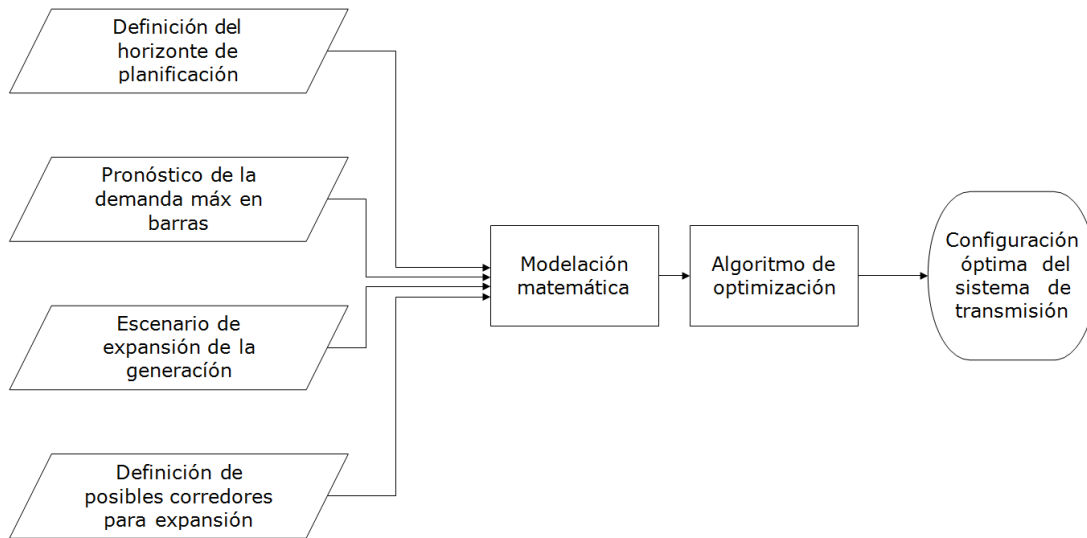 Definición del
horizonte de
planificación
Pronóstico de la
demanda máx en
barras
Escenario de
expansión de la
generacíón
Definición de
posibles corredores
para expansión
Modelación
matemática
Algoritmo de
optimización
Configuración
óptima del
sistema de
transmisión